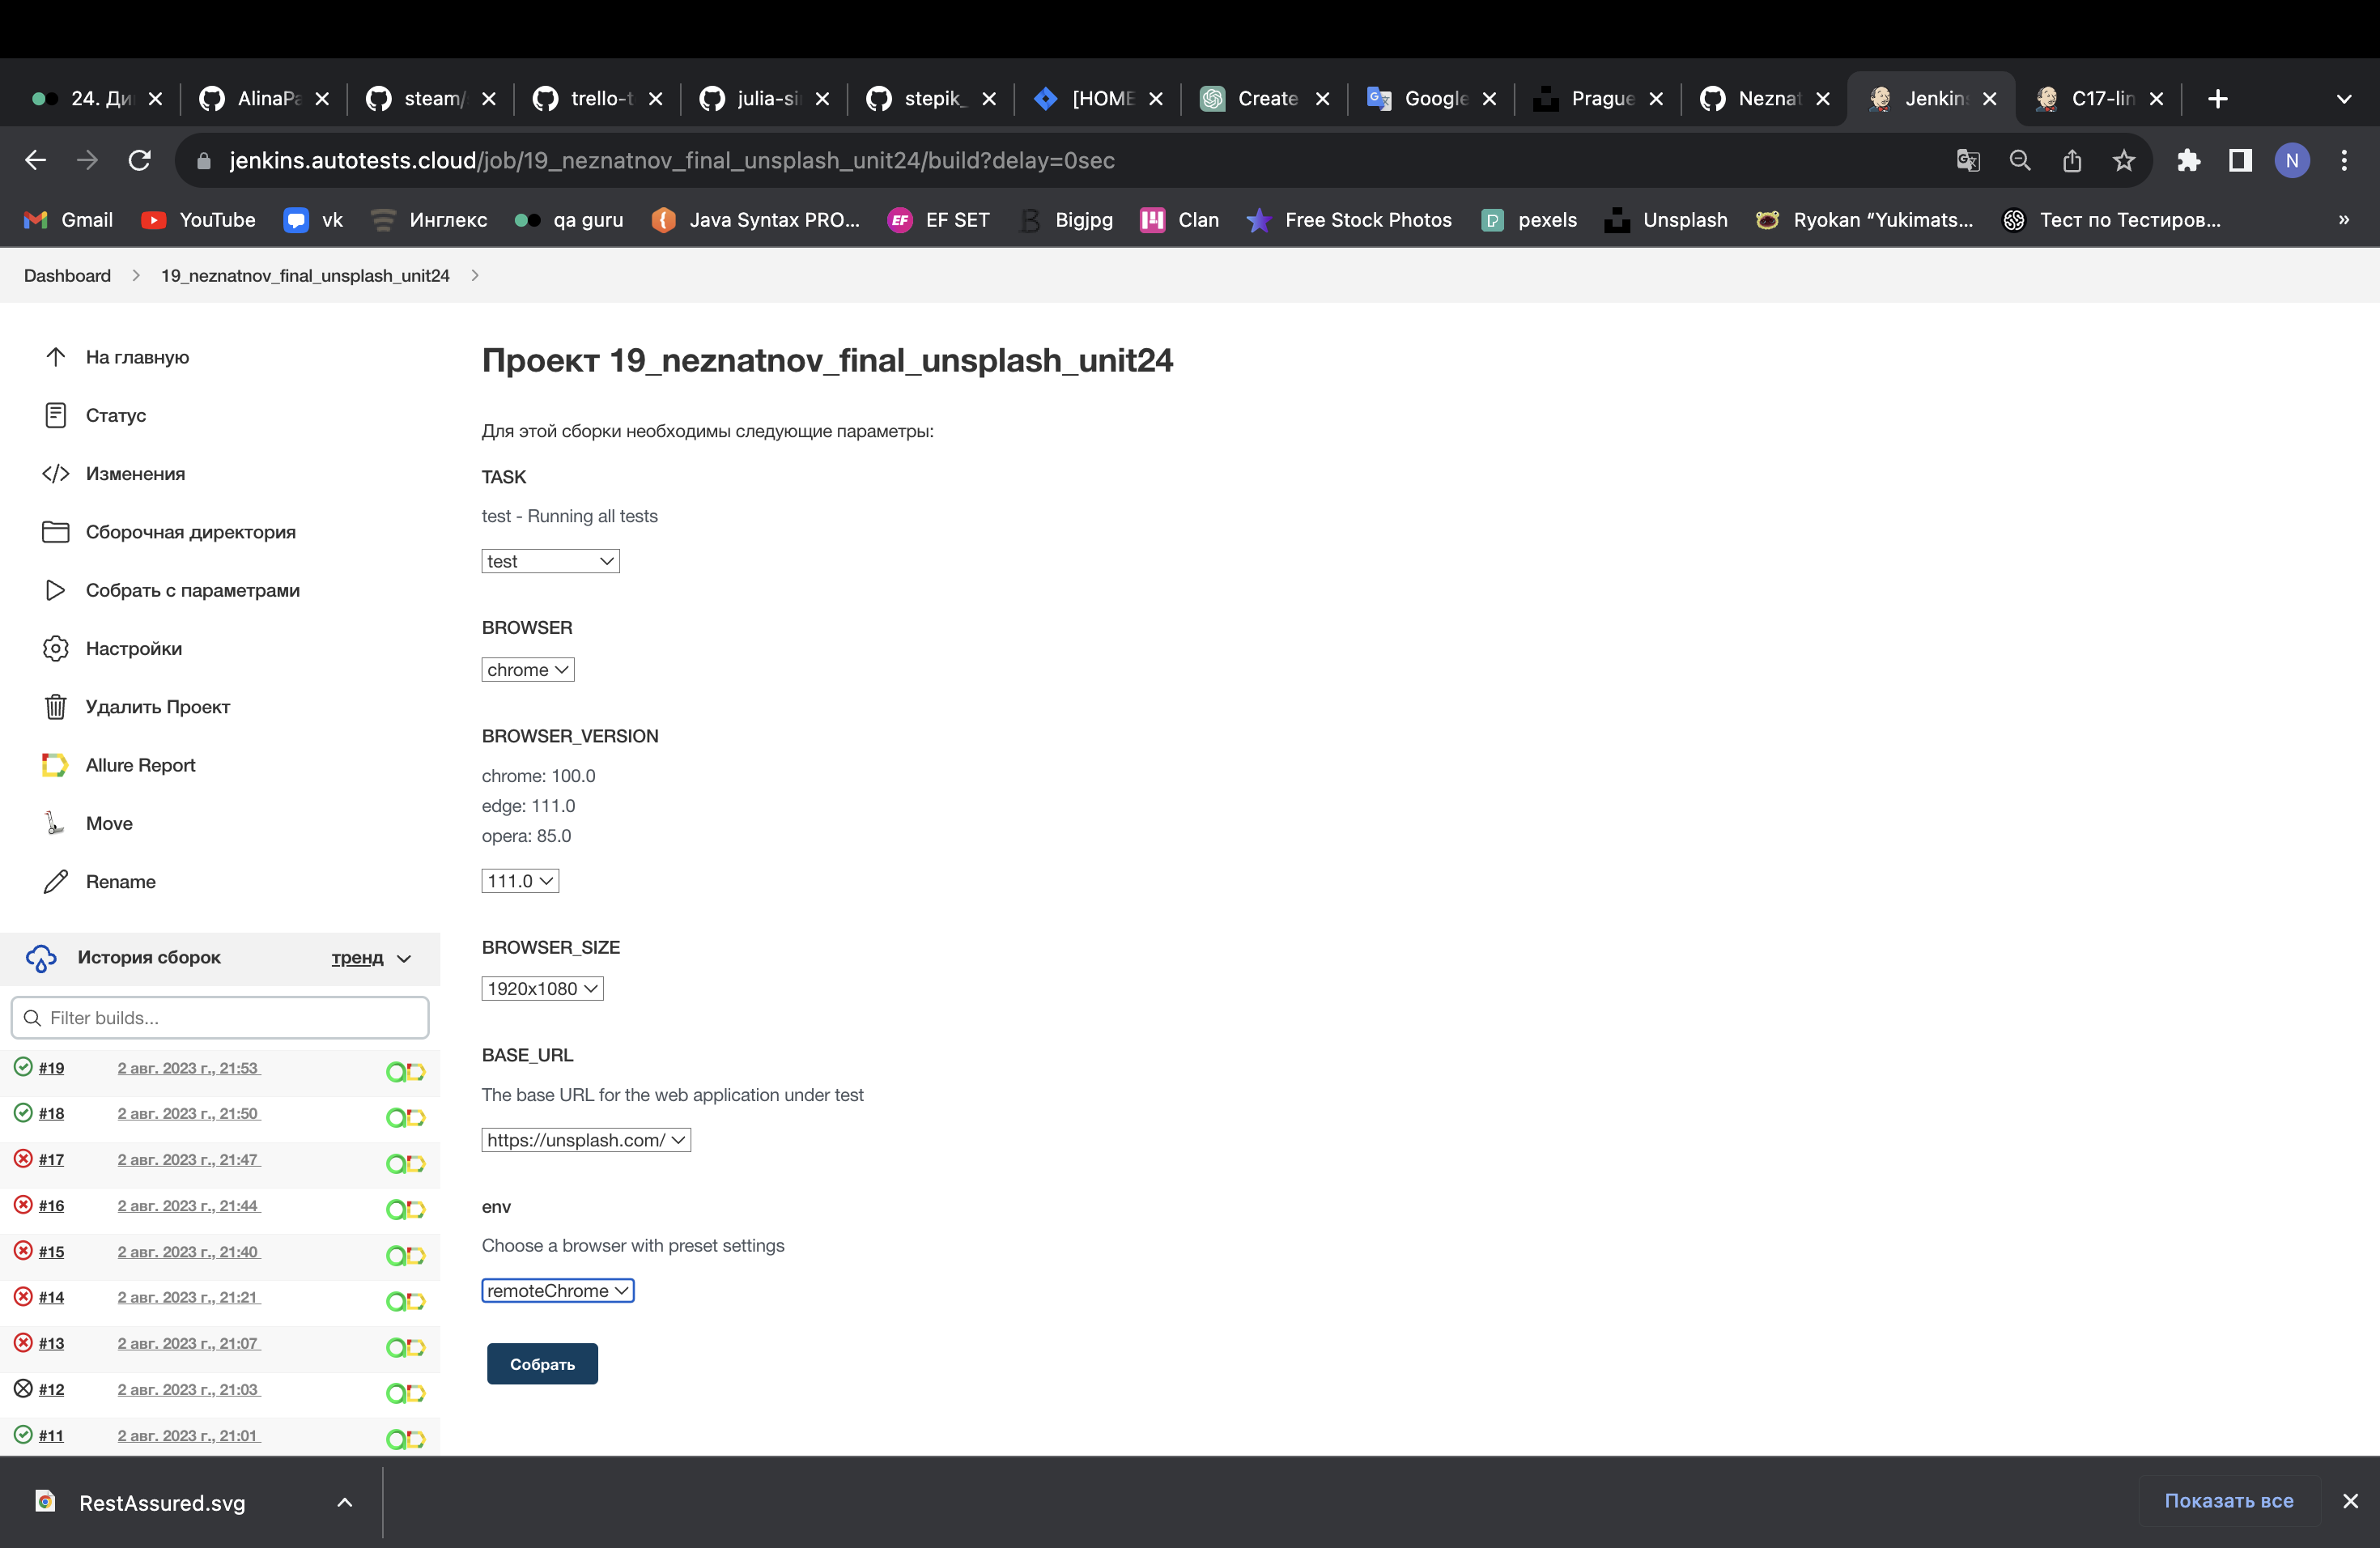 24. Ди
AlinaPa
steam/
trello-t
julia-si
stepik_
[HOME
Create
Google
Prague
Neznat
Jenkins
C17-lin
jenkins.autotests.cloud/job/19_neznatnov_final_unsplash_unit24/build?delay=0sec
N
Gmail
YouTube
vk
Инглекс
qa guru
Java Syntax PRO...
EF EF SET
Bigjpg
Clan
Free Stock Photos
pexels
Unsplash
Ryokan “Yukimats...
Тест по Тестиров...
»
Dashboard
19_neznatnov_final_unsplash_unit24
На главную
Статус
Изменения
Сборочная директория
Собрать с параметрами
Настройки
Удалить Проект
Allure Report
Move
Rename
История сборок
тренд
Filter builds...
#19 2 авг. 2023 г., 21:53
#18 2 авг. 2023 г., 21:50
#17 2 авг. 2023 г., 21:47
#16 2 авг. 2023 г., 21:44
#15 2 авг. 2023 г., 21:40
#14 2 авг. 2023 г., 21:21
#13 2 авг. 2023 г., 21:07
#12 2 авг. 2023 г., 21:03
#11 2 авг. 2023 г., 21:01
Проект 19_neznatnov_final_unsplash_unit24
Для этой сборки необходимы следующие параметры:
TASK
test - Running all tests
test
BROWSER
chrome
BROWSER_VERSION
chrome: 100.0
edge: 111.0
opera: 85.0
111.0
BROWSER_SIZE
1920x1080
BASE_URL
The base URL for the web application under test
https://unsplash.com/
env
Choose a browser with preset settings
remoteChrome
Собрать
RestAssured.svg
Показать все